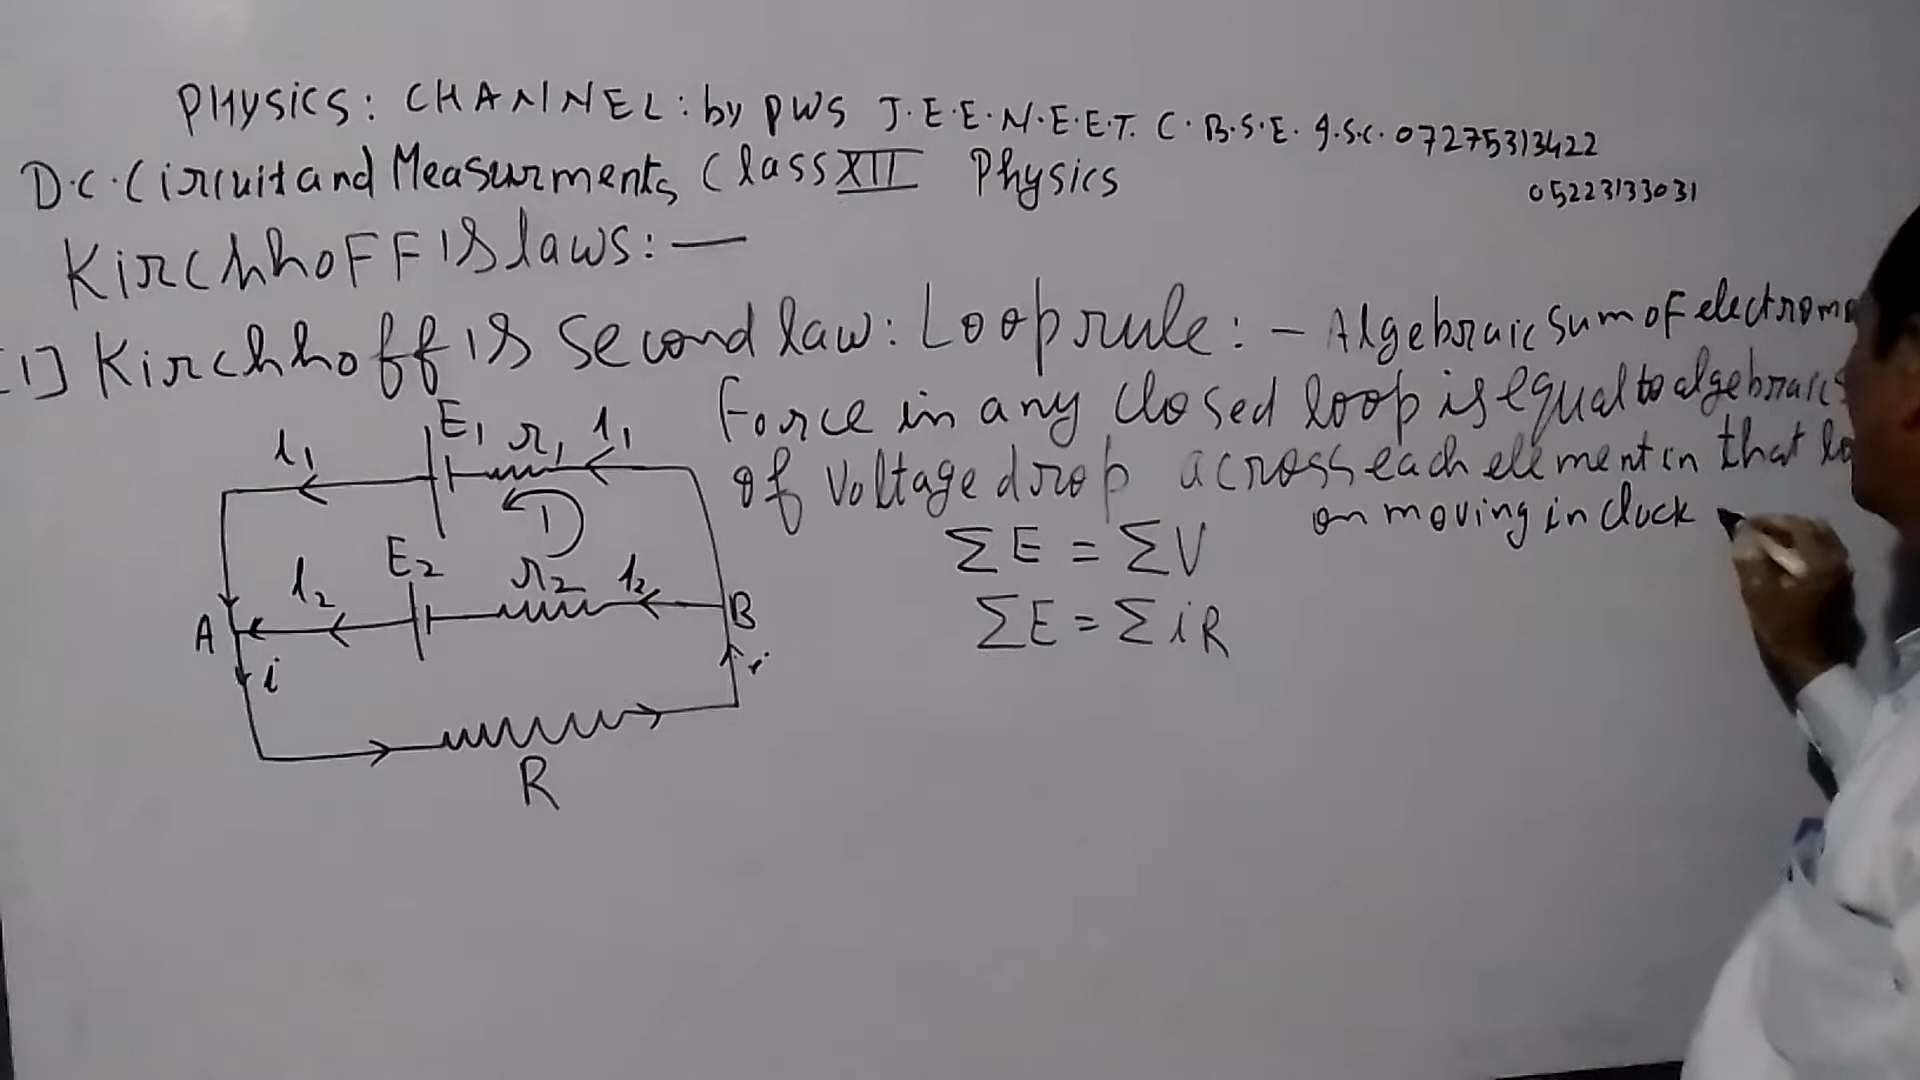 PHYSICS: CHANNEL: by PWS J.E.E. N.E.E.T. C.B.S.E. I.S.C. 07275313422
05223133031
D.C. Circuit and Measurments Class XII Physics
Kirchhoff's laws:—
[1] Kirchhoff's second law: Loop rule: - Algebraic sum of electromo
Force in any closed loop is equal to algebraic s
of voltage drop across each element in that lo
on moving in clock
ΣE = ΣV
ΣE = ΣiR
i1 E1 r1 i1
1
i2 E2 r2 i2
A B
i i
R